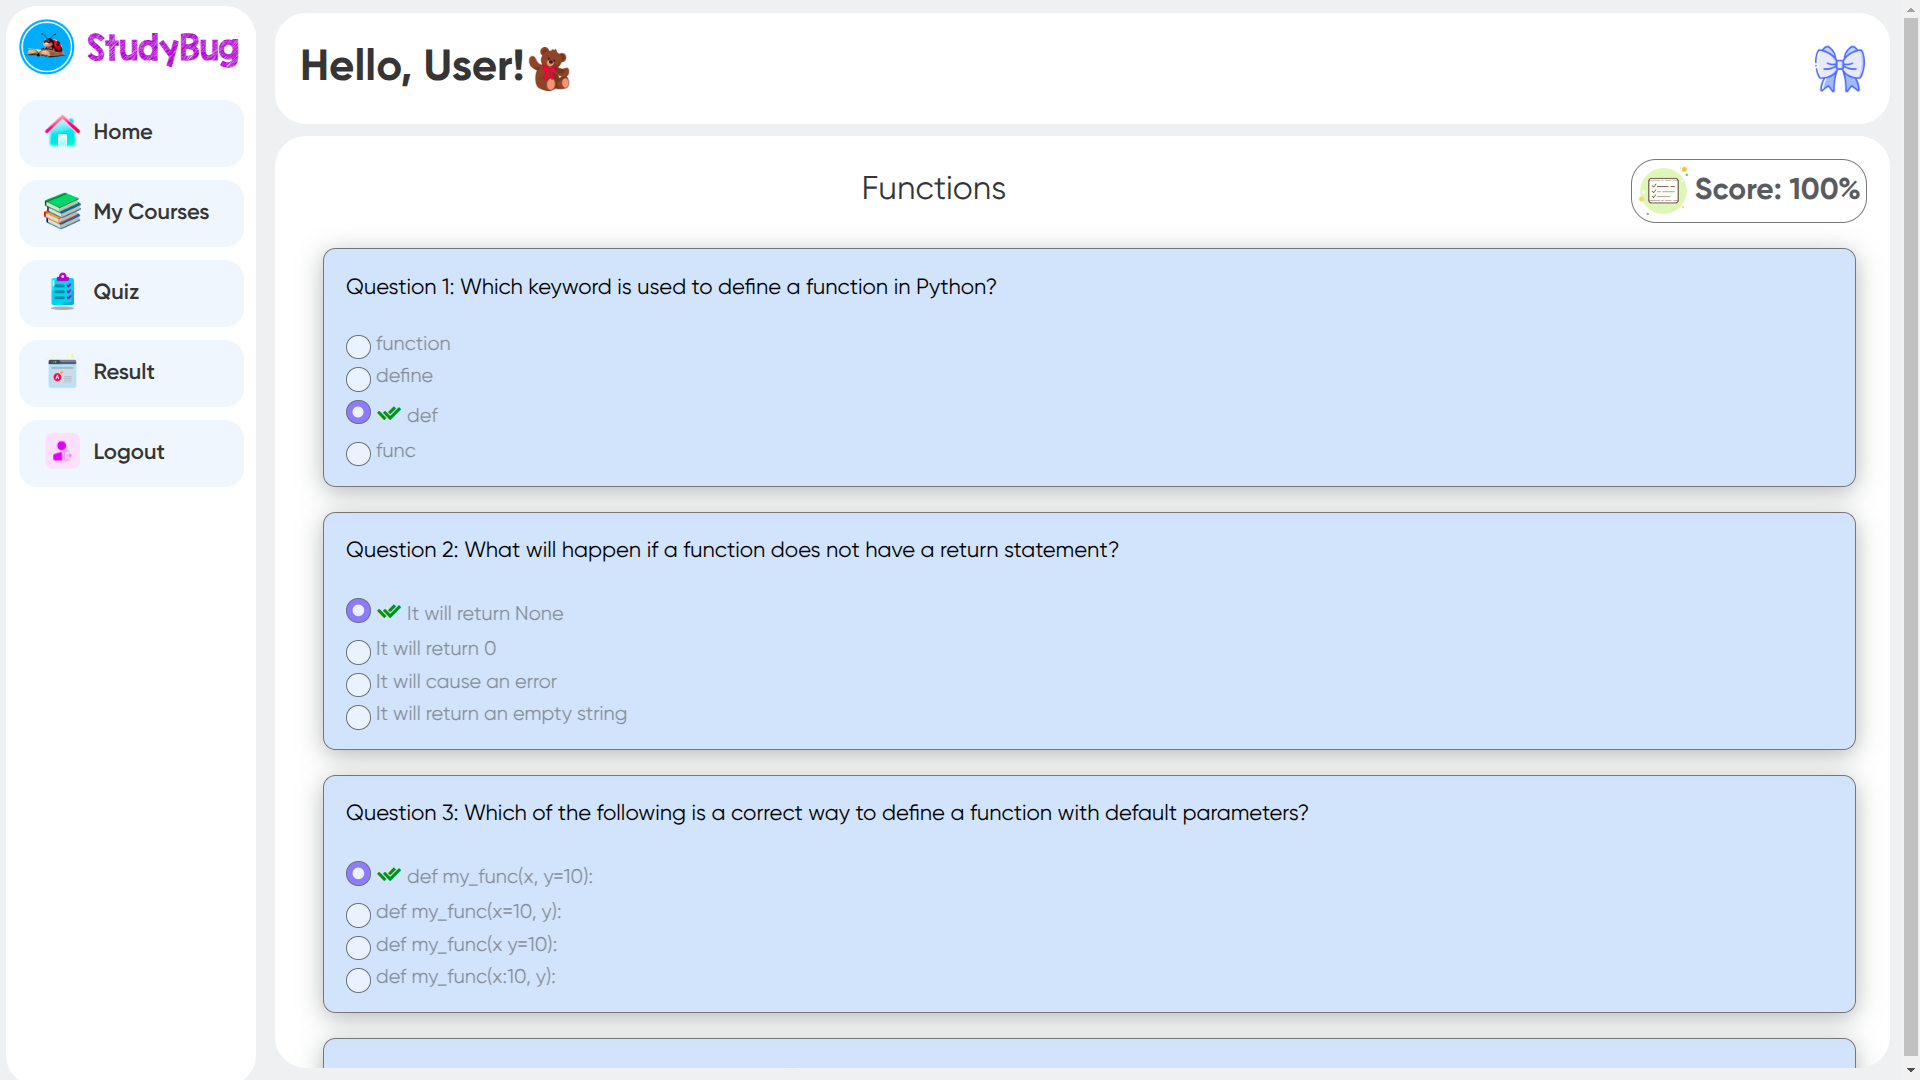 StudyBug
Home
My Courses
Quiz
Result
Logout
Hello, User!
Functions
Score: 100%
Question 1: Which keyword is used to define a function in Python?
function
define
def
func
Question 2: What will happen if a function does not have a return statement?
It will return None
It will return 0
It will cause an error
It will return an empty string
Question 3: Which of the following is a correct way to define a function with default parameters?
def my_func(x, y=10):
def my_func(x=10, y):
def my_func(x y=10):
def my_func(x:10, y):